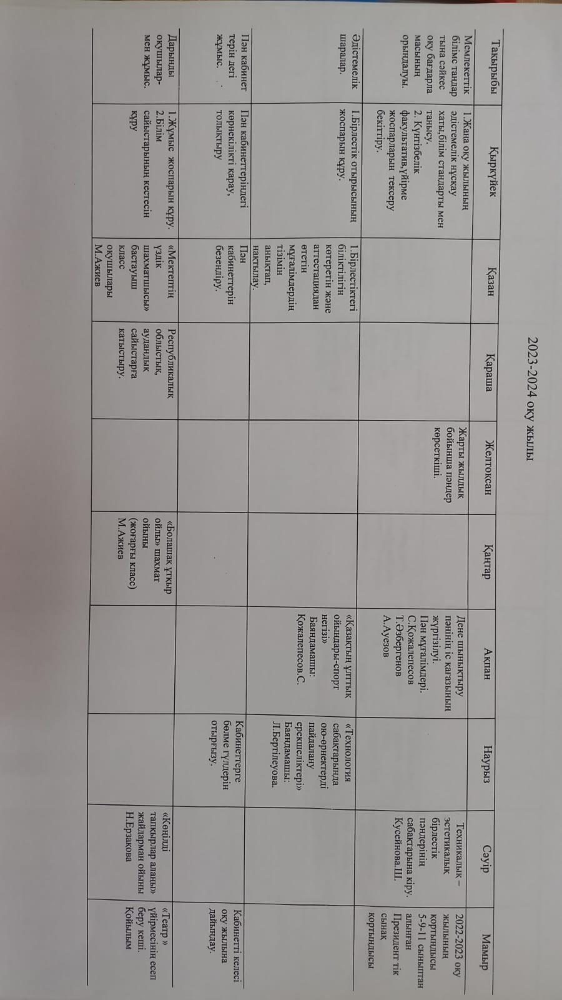 2023-2024 оқу жылы
Тақырыбы
Қыркүйек
Қазан
Қараша
Желтоқсан
Қаңтар
Ақпан
Наурыз
Сәуір
Мамыр
Мемлекеттік
білімс тандар
тына сәйкес
оқу бағдарла
масының
орындалуы.
1.Жаңа оқу жылының
әдістемелік нұсқау
хаты,білім стандарты мен
танысу.
2. Күнтізбелік
факультатив,үйірме
жоспарларын тексеру
бекіттіру.
Жарты жылдық
бойынша пәндер
көрсеткіші.
Дене шынықтыру
пәнінің іс қағазының
жүргізілуі.
Пән мұғалімдері.
С.Қожалепесов
Т.Әзбергенов
А.Ауезов
Техникалық –
эстетикалық
бірлестік
пәндерінің
сабақтарына кіру.
Кусейнова.Ш.
2022-2023 оқу
жылының
қортындысы
5-9-11 сыныптан
алынған
Президент тік
сынақ
қортындысы
Әдістемелік
шаралар.
1.Бірлестік отырысының
жоспарын құру.
1.Бірлестіктегі
біліктілігін
көтеретін және
аттестациядан
өтетін
мұғалімдердің
тізімін
анықтап,
нақтылау.
«Қазақтың ұлттық
ойындары-спорт
негізі»
Баяндамашы:
Қожалепесов.С.
«Технология
сабақтарында
ою-өрнектерді
пайдалану
ерекшеліктері»
Баяндамашы:
Л.Бертілеуова.
Пән кабинет
терін дегі
жұмыс.
Пән кабинеттеріндегі
көрнекілікті қарау,
толықтыру
Пән
кабинеттерін
безендіру.
Кабинеттерге
бөлме гүлдерін
отырғызу.
Кабинетті келесі
оқу жылына
дайындау.
Дарынды
оқушылар-
мен жұмыс.
1.Жұмыс жоспарын құру.
2.Білім
сайыстарының кестесін
құру
«Мектептің
үздік
шахматшысы»
бастауыш
класс
оқушылары
М.Ажиев
Республикалық
облыстық,
аудандық
сайыстарға
катыстыру.
«Болашақ ұтқыр
ойлы» шахмат
ойыны
(жоғарғы класс)
М.Ажиев
«Көңілді
тапқырлар алаңы»
жайдарман ойыны
Н.Ерзакова
«Театр »
үйірмесінің есеп
беру кеші.
Қойылым